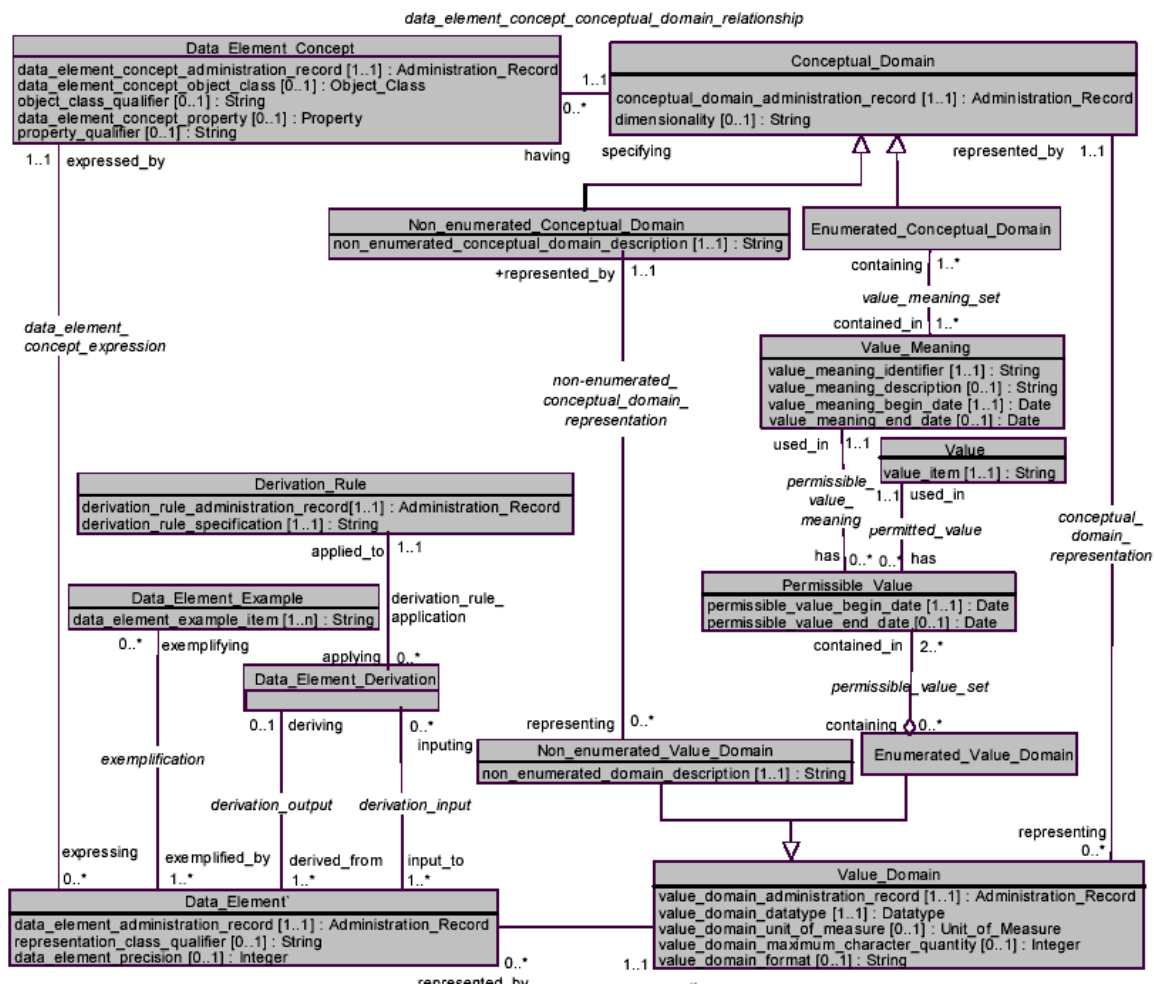 data_element_concept_conceptual_domain_relationship
Data_Element_Concept
data_element_concept_administration_record [1..1] : Administration_Record
data_element_concept_object_class [0..1] : Object_Class
object_class_qualifier [0..1] : String
data_element_concept_property [0..1] : Property
property_qualifier [0..1] : String
1..1
0..*
Conceptual_Domain
conceptual_domain_administration_record [1..1] : Administration_Record
dimensionality [0..1] : String
1..1 expressed_by
having
specifying
represented_by 1..1
Non_enumerated_Conceptual_Domain
non_enumerated_conceptual_domain_description [1..1] : String
Enumerated_Conceptual_Domain
+represented_by 1..1
containing 1..*
value_meaning_set
contained_in 1..*
data_element_
concept_expression
Value_Meaning
value_meaning_identifier [1..1] : String
value_meaning_description [0..1] : String
value_meaning_begin_date [1..1] : Date
value_meaning_end_date [0..1] : Date
non-enumerated_
conceptual_domain_
representation
used_in 1..1
Value
value_item [1..1] : String
permissible_
value_
meaning
1..1 used_in
permitted_value
Derivation_Rule
derivation_rule_administration_record[1..1] : Administration_Record
derivation_rule_specification [1..1] : String
conceptual_
domain_
representation
applied_to 1..1
has 0..* 0..* has
Permissible_Value
permissible_value_begin_date [1..1] : Date
permissible_value_end_date [0..1] : Date
Data_Element_Example
data_element_example_item [1..n] : String
derivation_rule_
application
0..* exemplifying
applying 0..*
contained_in 2..*
Data_Element_Derivation
permissible_value_set
0..1 deriving
0..*
inputing
representing 0..*
containing 0..*
Non_enumerated_Value_Domain
non_enumerated_domain_description [1..1] : String
Enumerated_Value_Domain
exemplification
derivation_output
derivation_input
representing
0..*
expressing
0..*
exemplified_by
1..*
derived_from
1..*
input_to
1..*
Data_Element`
data_element_administration_record [1..1] : Administration_Record
representation_class_qualifier [0..1] : String
data_element_precision [0..1] : Integer
Value_Domain
value_domain_administration_record [1..1] : Administration_Record
value_domain_datatype [1..1] : Datatype
value_domain_unit_of_measure [0..1] : Unit_of_Measure
value_domain_maximum_character_quantity [0..1] : Integer
value_domain_format [0..1] : String
0..*
1..1
represented_by